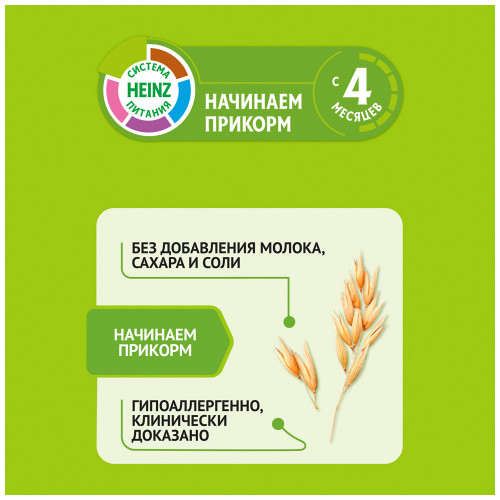 СИСТЕМА
HEINZ
ПИТАНИЯ
НАЧИНАЕМ
ПРИКОРМ
С 4
МЕСЯЦЕВ
БЕЗ ДОБАВЛЕНИЯ МОЛОКА,
САХАРА И СОЛИ
НАЧИНАЕМ
ПРИКОРМ
ГИПОАЛЛЕРГЕННО,
КЛИНИЧЕСКИ
ДОКАЗАНО